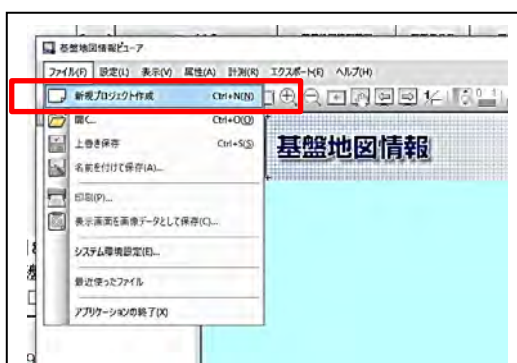 基盤地図情報ビューア
ファイル(F) 設定(L) 表示(V) 属性(A) 計測(R) エクスポート(E) ヘルプ(H)
新規プロジェクト作成 Ctrl+N(N)
開く... Ctrl+O(O)
上書き保存 Ctrl+S(S)
名前を付けて保存(A)...
印刷(P)...
表示画面を画像データとして保存(C)...
システム環境設定(E)...
最近使ったファイル
アプリケーションの終了(X)
基盤地図情報